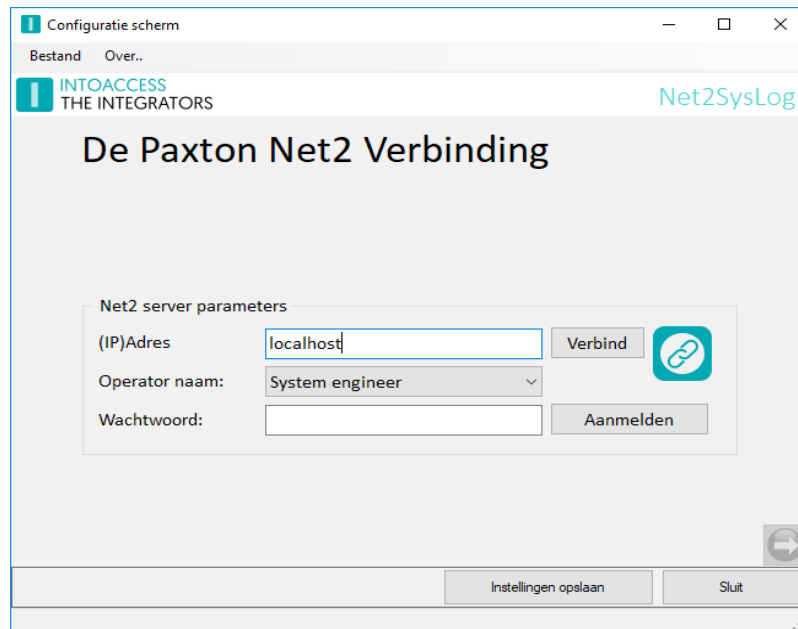 Configuratie scherm
Bestand Over..
INTOACCESS
THE INTEGRATORS
Net2SysLog
De Paxton Net2 Verbinding
Net2 server parameters
(IP)Adres localhost Verbind
Operator naam: System engineer
Wachtwoord: Aanmelden
Instellingen opslaan Sluit